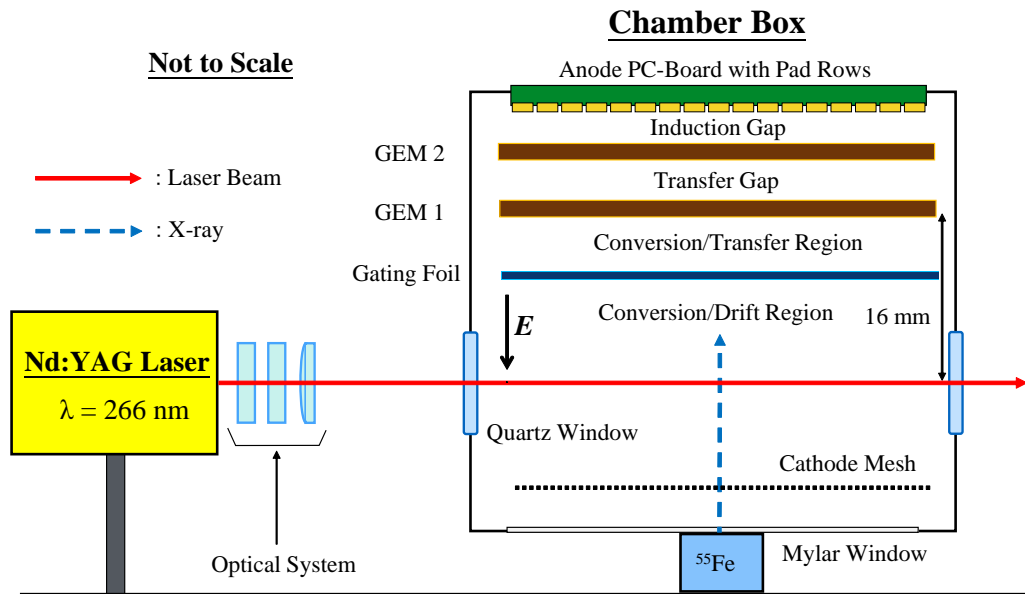 Chamber Box
Not to Scale
Anode PC-Board with Pad Rows
Induction Gap
GEM 2
: Laser Beam
Transfer Gap
GEM 1
: X-ray
Conversion/Transfer Region
Gating Foil
E
Conversion/Drift Region
16 mm
Nd:YAG Laser
λ = 266 nm
Quartz Window
Cathode Mesh
Optical System
⁵⁵Fe
Mylar Window